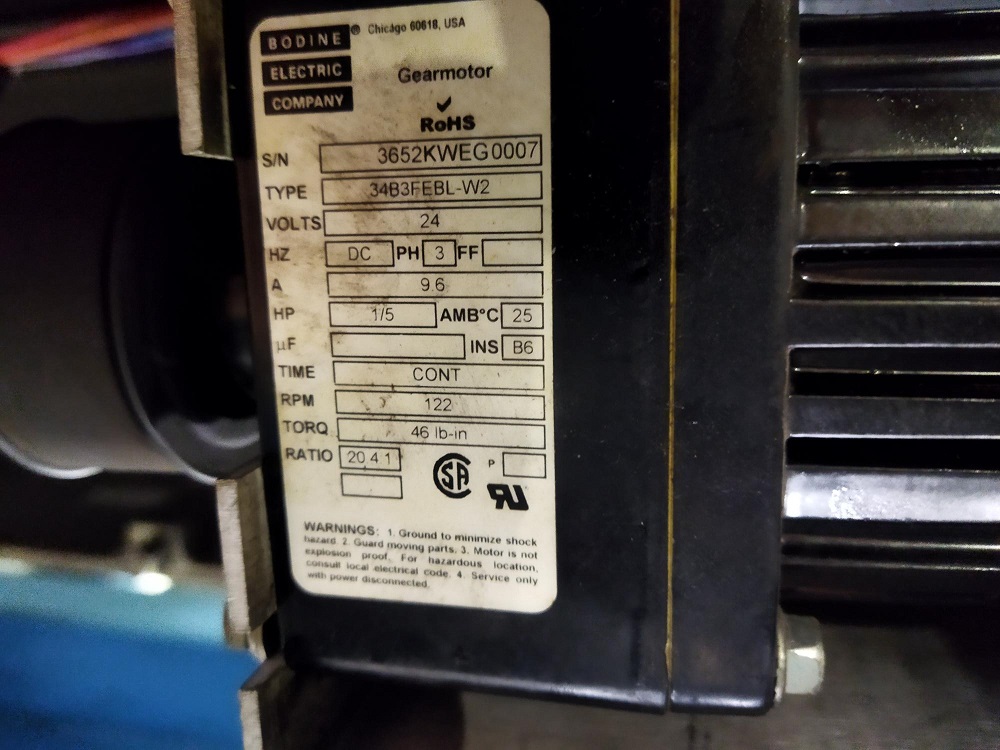 BODINE ® Chicago 60618, USA
ELECTRIC
COMPANY
Gearmotor
RoHS
S/N 3652KWEG0007
TYPE 34B3FEBL-W2
VOLTS 24
HZ DC PH 3 FF
A 9.6
HP 1/5 AMB°C 25
µF INS B6
TIME CONT
RPM 122
TORQ 46 lb-in
RATIO 20.4:1 P
SA
RU
WARNINGS: 1. Ground to minimize shock
hazard. 2. Guard moving parts. 3. Motor is not
explosion proof. For hazardous location,
consult local electrical code. 4. Service only
with power disconnected.